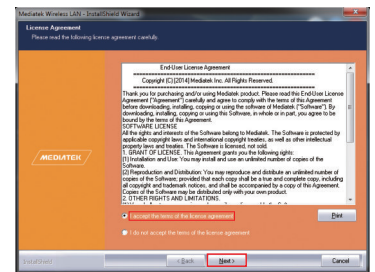 Mediatek Wireless LAN - InstallShield Wizard
License Agreement
Please read the following license agreement carefully.
End-User License Agreement
Copyright (C) [2014] Mediatek Inc. All Rights Reserved.
Thank you for purchasing and/or using Mediatek product. Please read this End-User License
Agreement ("Agreement") carefully and agree to comply with the terms of this Agreement
before downloading, installing, copying or using the software of Mediatek ("Software"). By
downloading, installing, copying or using this Software, in whole or in part, you agree to be
bound by the terms of this Agreement.
SOFTWARE LICENSE
All the rights and interests of the Software belong to Mediatek. The Software is protected by
applicable copyright laws and international copyright treaties, as well as other intellectual
property laws and treaties. The Software is licensed, not sold.
1. GRANT OF LICENSE. This Agreement grants you the following rights:
(1) Installation and Use: You may install and use an unlimited number of copies of the
Software.
(2) Reproduction and Distribution: You may reproduce and distribute an unlimited number of
copies of the Software; provided that each copy shall be a true and complete copy, including
all copyright and trademark notices, and shall be accompanied by a copy of this Agreement.
Copies of the Software may be distributed only with your own product.
2. OTHER RIGHTS AND LIMITATIONS.
MEDIATEK
I accept the terms of the license agreement
Print
I do not accept the terms of the license agreement
InstallShield
< Back Next > Cancel